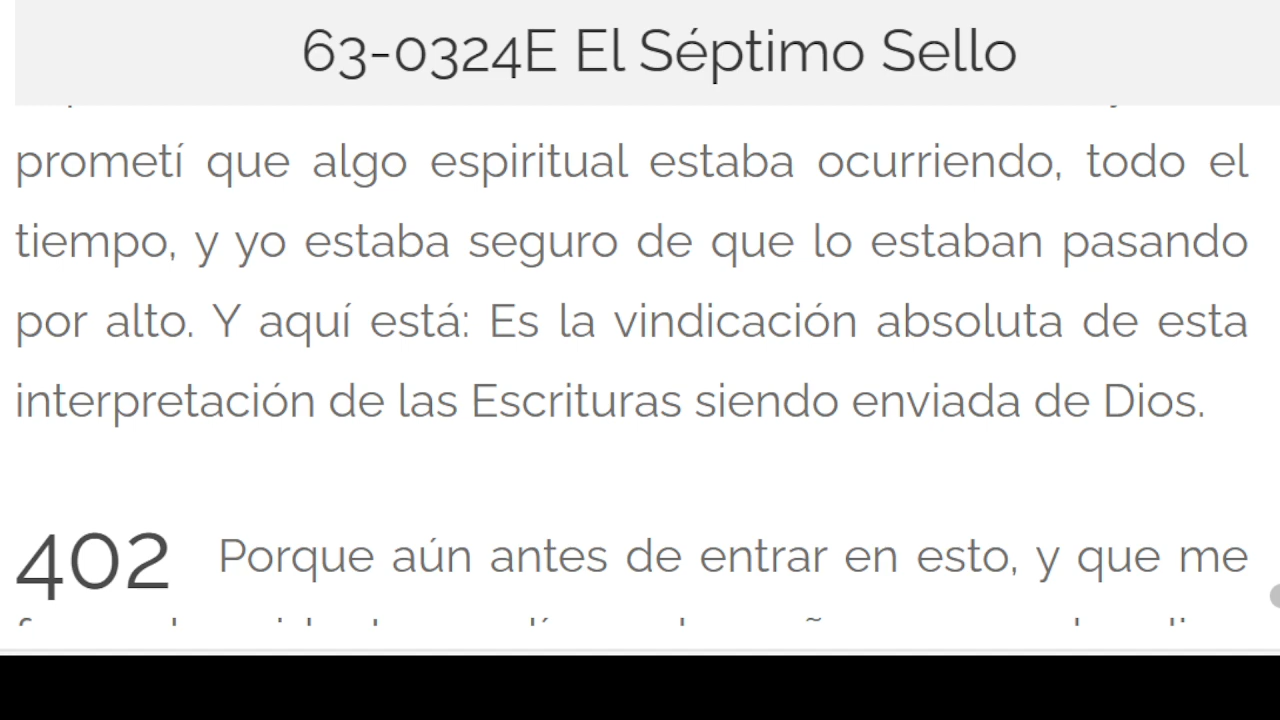 63-0324E El Séptimo Sello
prometí que algo espiritual estaba ocurriendo, todo el
tiempo, y yo estaba seguro de que lo estaban pasando
por alto. Y aquí está: Es la vindicación absoluta de esta
interpretación de las Escrituras siendo enviada de Dios.
402 Porque aún antes de entrar en esto, y que me